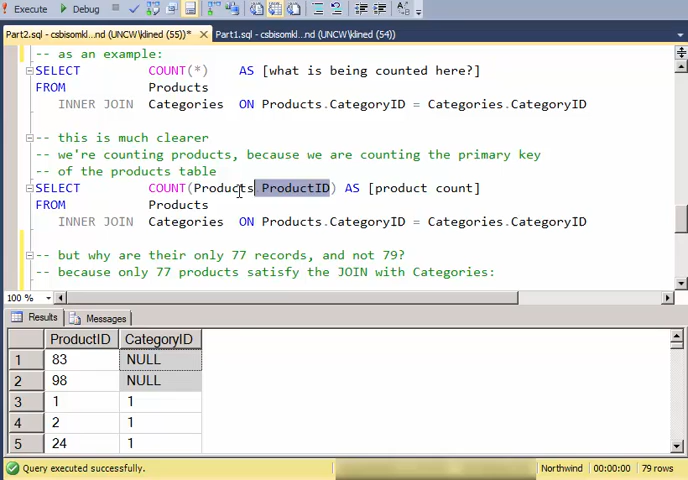 Execute Debug
Part2.sql - csbisomkl...nd (UNCW\klined (55))* Part1.sql - csbisomkl...nd (UNCW\klined (54))
-- as an example:
SELECT COUNT(*) AS [what is being counted here?]
FROM Products
INNER JOIN Categories ON Products.CategoryID = Categories.CategoryID
-- this is much clearer
-- we're counting products, because we are counting the primary key
-- of the products table
SELECT COUNT(Products.ProductID) AS [product count]
FROM Products
INNER JOIN Categories ON Products.CategoryID = Categories.CategoryID
-- but why are their only 77 records, and not 79?
-- because only 77 products satisfy the JOIN with Categories:
100 %
Results Messages
ProductID CategoryID
1 83 NULL
2 98 NULL
3 1 1
4 2 1
5 24 1
Query executed successfully. Northwind 00:00:00 79 rows